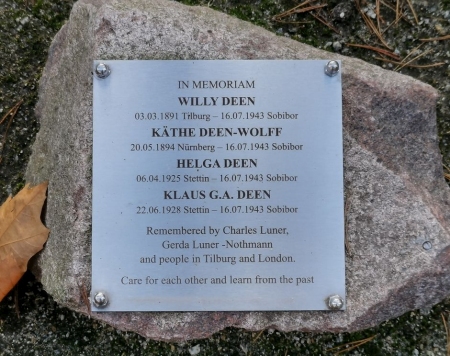 IN MEMORIAM
WILLY DEEN
03.03.1891 Tilburg – 16.07.1943 Sobibor
KÄTHE DEEN-WOLFF
20.05.1894 Nürnberg – 16.07.1943 Sobibor
HELGA DEEN
06.04.1925 Stettin – 16.07.1943 Sobibor
KLAUS G.A. DEEN
22.06.1928 Stettin – 16.07.1943 Sobibor
Remembered by Charles Luner,
Gerda Luner -Nothmann
and people in Tilburg and London.
Care for each other and learn from the past